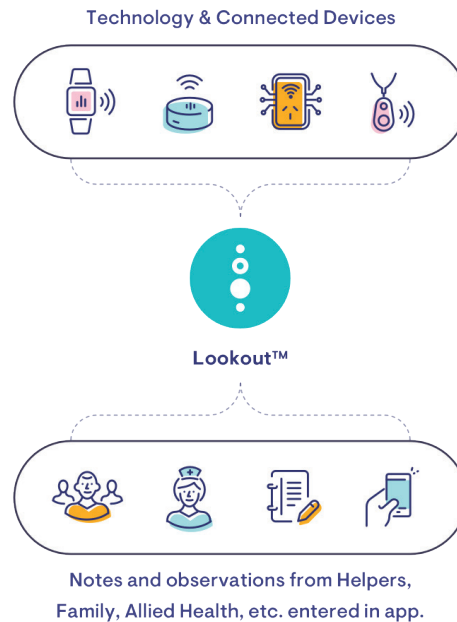 Technology & Connected Devices
Lookout™
Notes and observations from Helpers,
Family, Allied Health, etc. entered in app.